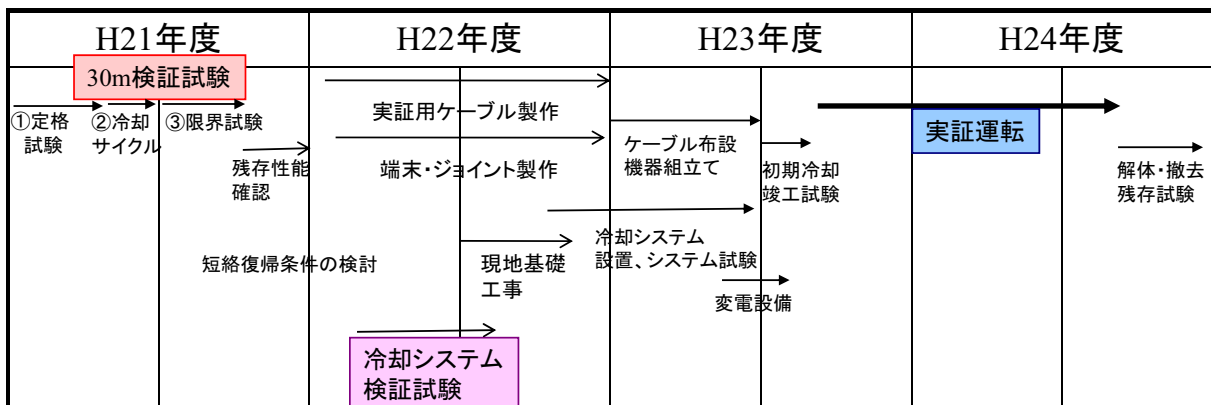 H21年度
H22年度
H23年度
H24年度
30m検証試験
①定格
試験
②冷却
サイクル
③限界試験
残存性能
確認
実証用ケーブル製作
端末・ジョイント製作
短絡復帰条件の検討
現地基礎
工事
冷却システム
検証試験
ケーブル布設
機器組立て
初期冷却
竣工試験
冷却システム
設置、システム試験
変電設備
実証運転
解体・撤去
残存試験